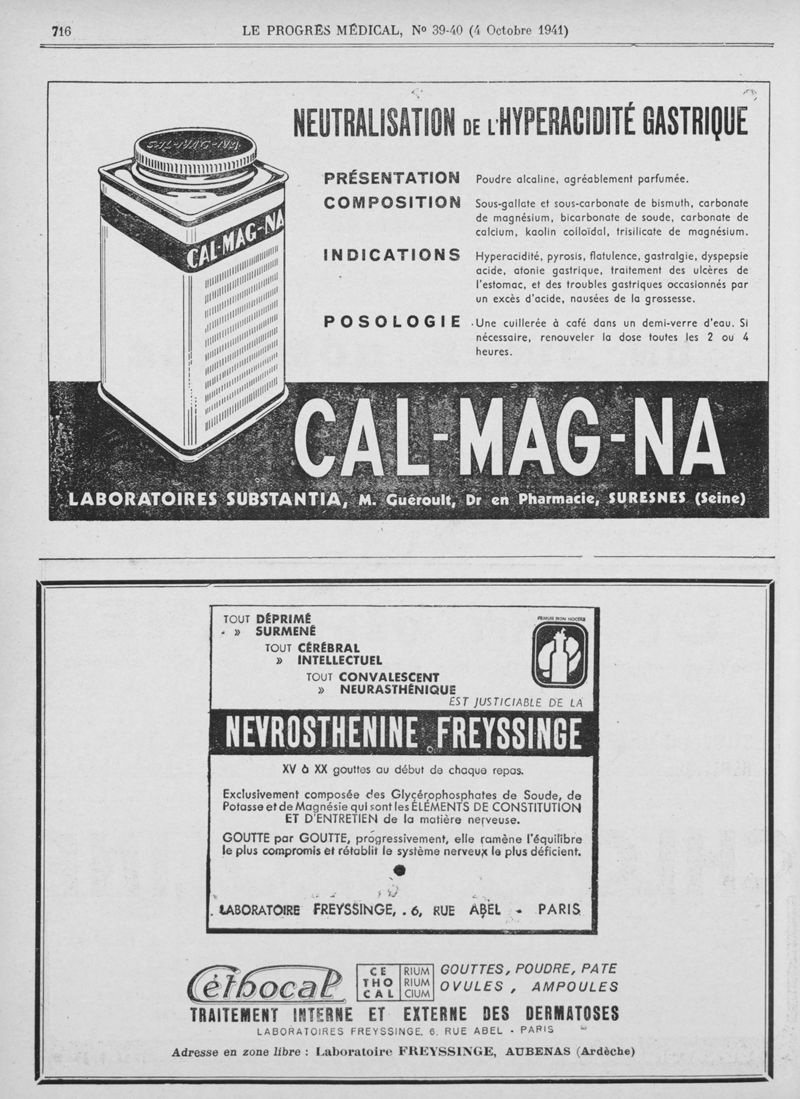 716
LE PROGRÈS MÉDICAL, Nº 39-40 (4 Octobre 1941)
NEUTRALISATION DE L'HYPERACIDITÉ GASTRIQUE
CAL-MAG-NA
CAL-MAG-NA
PRÉSENTATION Poudre alcaline, agréablement parfumée.
COMPOSITION Sous-gallate et sous-carbonate de bismuth, carbonate
de magnésium, bicarbonate de soude, carbonate de
calcium, kaolin colloïdal, trisilicate de magnésium.
INDICATIONS Hyperacidité, pyrosis, flatulence, gastralgie, dyspepsie
acide, atonie gastrique, traitement des ulcères de
l'estomac, et des troubles gastriques occasionnés par
un excès d'acide, nausées de la grossesse.
POSOLOGIE Une cuillerée à café dans un demi-verre d'eau. Si
nécessaire, renouveler la dose toutes les 2 ou 4
heures.
CAL-MAG-NA
LABORATOIRES SUBSTANTIA, M. Guéroult, Dr en Pharmacie, SURESNES (Seine)
TOUT DÉPRIMÉ
» SURMENÉ
TOUT CÉRÉBRAL
» INTELLECTUEL
TOUT CONVALESCENT
» NEURASTHÉNIQUE
PRIMUM NON NOCERE
EST JUSTICIABLE DE LA
NEVROSTHENINE FREYSSINGE
XV à XX gouttes au début de chaque repas.
Exclusivement composée des Glycérophosphates de Soude, de
Potasse et de Magnésie qui sont les ÉLÉMENTS DE CONSTITUTION
ET D'ENTRETIEN de la matière nerveuse.
GOUTTE par GOUTTE, progressivement, elle ramène l'équilibre
le plus compromis et rétablit le système nerveux le plus déficient.
LABORATOIRE FREYSSINGE, 6, RUE ABEL - PARIS
Cétbocal
CE RIUM
THO RIUM
CAL CIUM
GOUTTES, POUDRE, PATE
OVULES, AMPOULES
TRAITEMENT INTERNE ET EXTERNE DES DERMATOSES
LABORATOIRES FREYSSINGE, 6, RUE ABEL - PARIS
Adresse en zone libre : Laboratoire FREYSSINGE, AUBENAS (Ardèche)